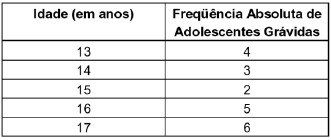 Idade (em anos) Freqüência Absoluta de
Adolescentes Grávidas
13 4
14 3
15 2
16 5
17 6